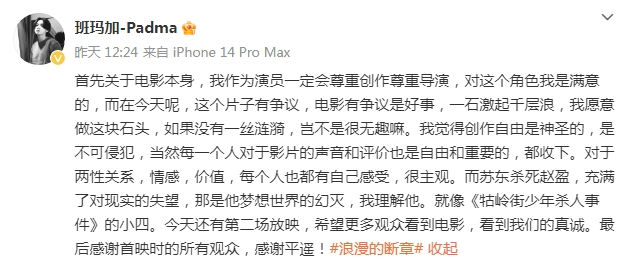 班玛加-Padma
昨天 12:24 来自 iPhone 14 Pro Max
首先关于电影本身，我作为演员一定会尊重创作尊重导演，对这个角色我是满意
的，而在今天呢，这个片子有争议，电影有争议是好事，一石激起千层浪，我愿意
做这块石头，如果没有一丝涟漪，岂不是很无趣嘛。我觉得创作自由是神圣的，是
不可侵犯，当然每一个人对于影片的声音和评价也是自由和重要的，都收下。对于
两性关系，情感，价值，每个人也都有自己感受，很主观。而苏东杀死赵盈，充满
了对现实的失望，那是他梦想世界的幻灭，我理解他。就像《牯岭街少年杀人事
件》的小四。今天还有第二场放映，希望更多观众看到电影，看到我们的真诚。最
后感谢首映时的所有观众，感谢平遥！#浪漫的断章# 收起